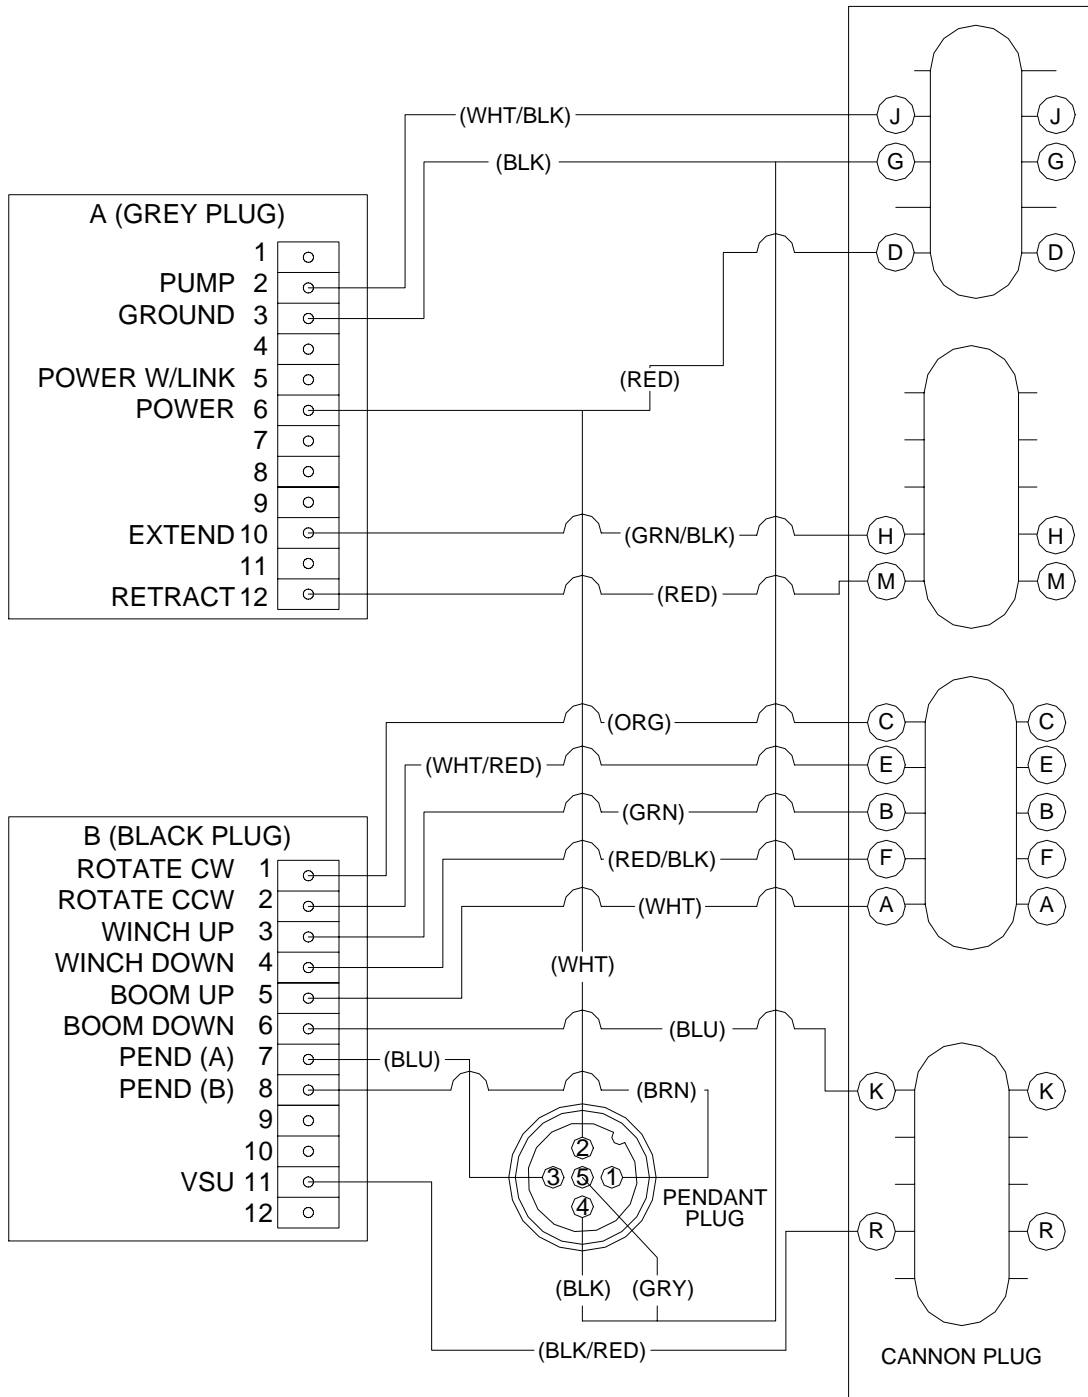 (WHT/BLK)
J J
(BLK)
G G
A (GREY PLUG)
1
D D
PUMP 2
GROUND 3
4
POWER W/LINK 5
(RED)
POWER 6
7
8
9
EXTEND 10
(GRN/BLK)
H H
11
RETRACT 12
(RED)
M M
(ORG)
C C
(WHT/RED)
E E
(GRN)
B B
B (BLACK PLUG)
ROTATE CW 1
(RED/BLK)
F F
ROTATE CCW 2
(WHT)
A A
WINCH UP 3
WINCH DOWN 4
(WHT)
BOOM UP 5
BOOM DOWN 6
(BLU)
PEND (A) 7
(BLU)
PEND (B) 8
(BRN)
K K
9
10
2
VSU 11
3 5 1
4
PENDANT
PLUG
12
R R
(BLK) (GRY)
(BLK/RED)
CANNON PLUG